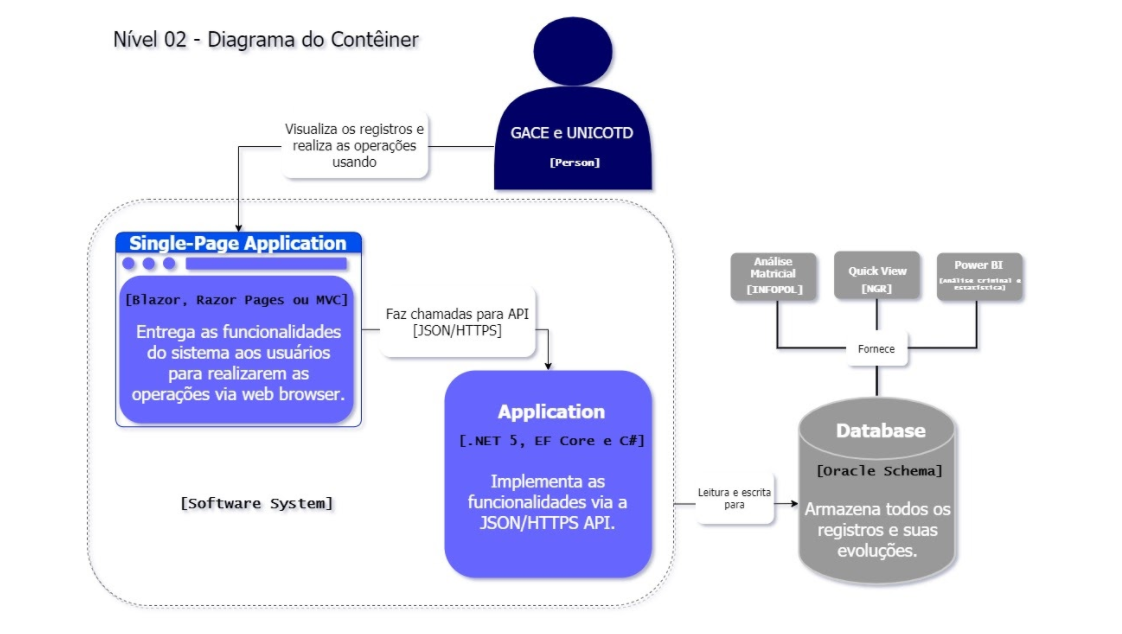 Nível 02 - Diagrama do Contêiner
GACE e UNICOTD
[Person]
Visualiza os registros e
realiza as operações
usando
Single-Page Application
[Blazor, Razor Pages ou MVC]
Entrega as funcionalidades
do sistema aos usuários
para realizarem as
operações via web browser.
Faz chamadas para API
[JSON/HTTPS]
Application
[.NET 5, EF Core e C#]
Implementa as
funcionalidades via a
JSON/HTTPS API.
[Software System]
Leitura e escrita
para
Análise
Matricial
[INFOPOL]
Quick View
[NGR]
Power BI
[Análise criminal e
estatística]
Fornece
Database
[Oracle Schema]
Armazena todos os
registros e suas
evoluções.